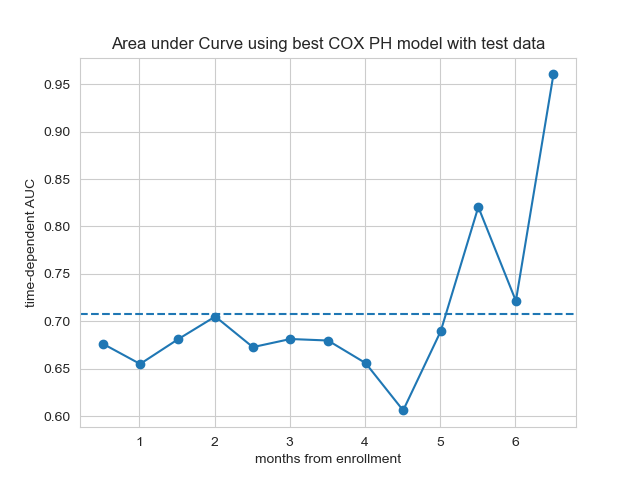 Area under Curve using best COX PH model with test data
time-dependent AUC
0.95
0.90
0.85
0.80
0.75
0.70
0.65
0.60
1 2 3 4 5 6
months from enrollment